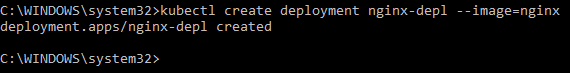 C:\WINDOWS\system32>kubectl create deployment nginx-depl --image=nginx
deployment.apps/nginx-depl created
C:\WINDOWS\system32>